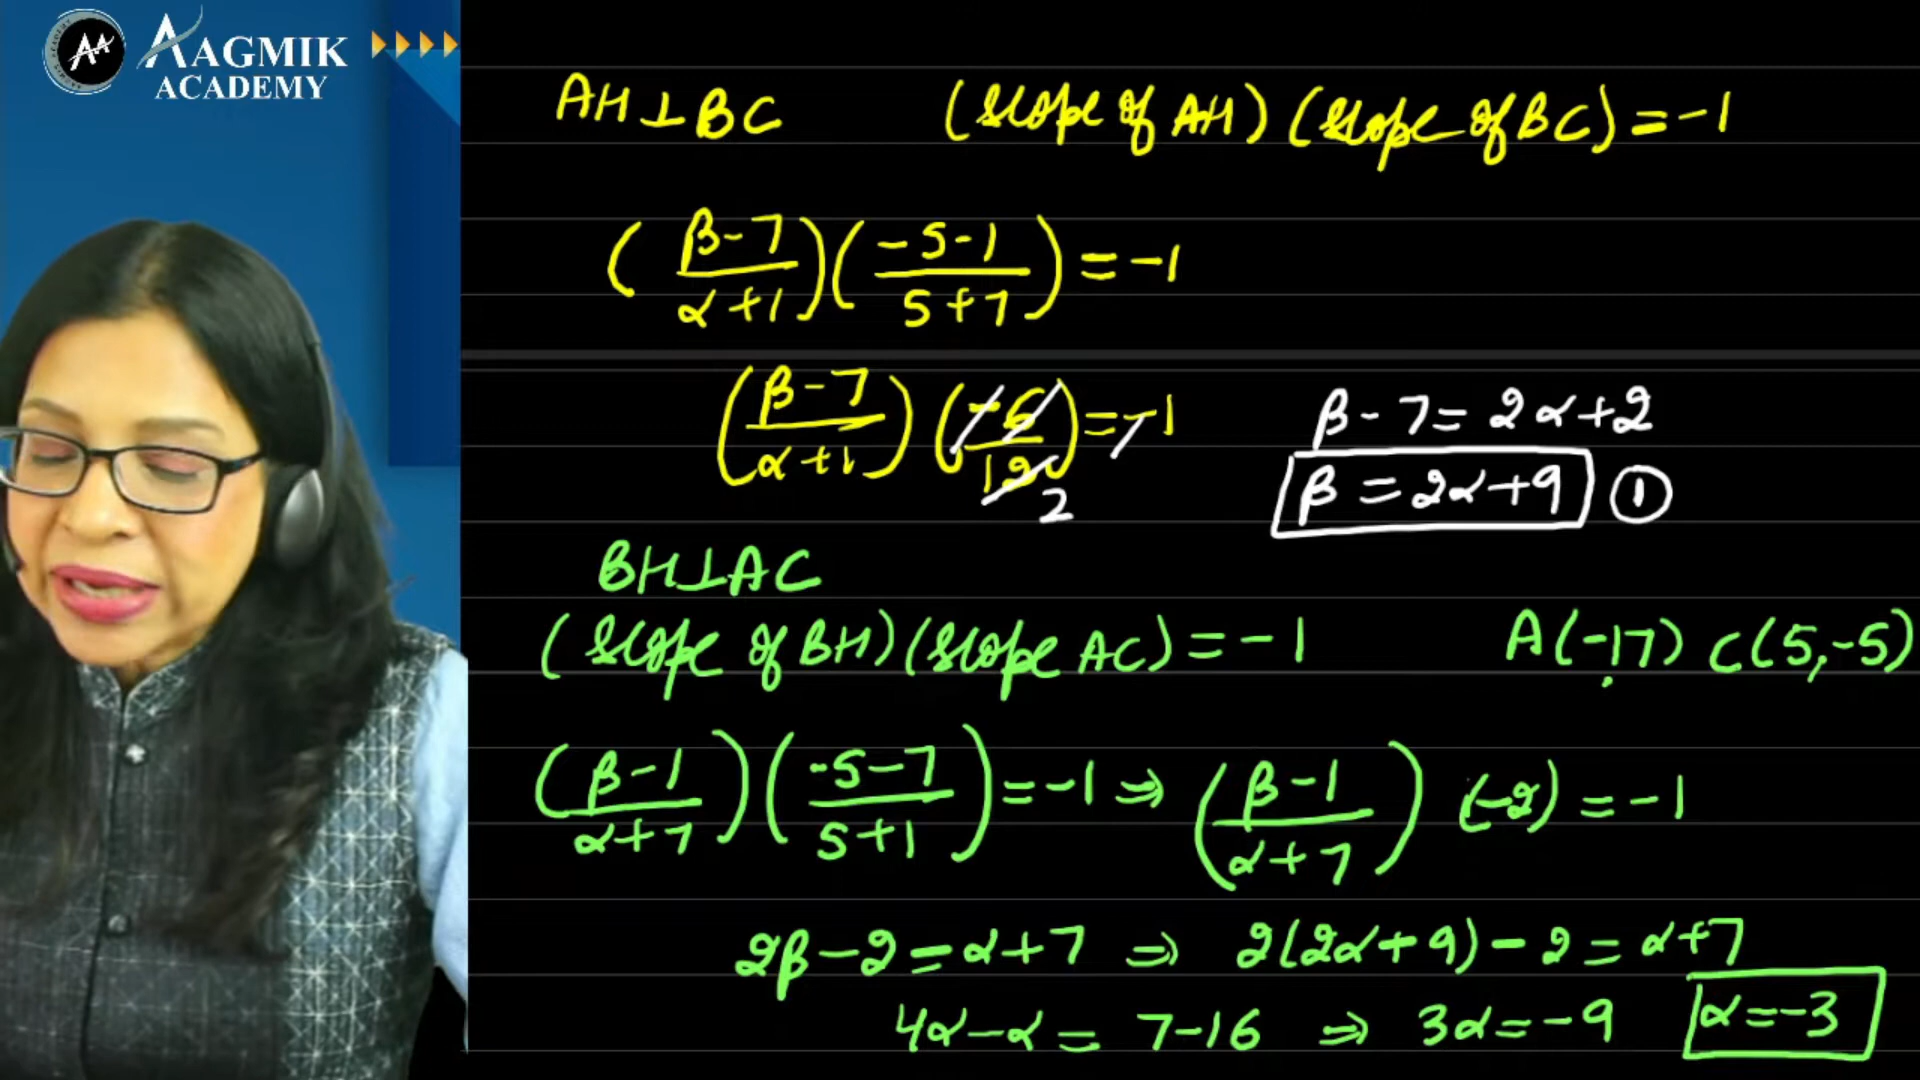 AAGMIK
ACADEMY
AH⊥BC (slope of AH) (slope of BC) = -1
(β-7/α+1)(-5-1/5+7) = -1
(β-7/α+1)(-6/12 2) = -1 β-7 = 2α+2
β = 2α+9 ①
BH⊥AC
(slope of BH)(slope AC) = -1 A(-17) C(5,-5)
(β-1/α+7)(-5-7/5+1) = -1 ⇒ (β-1/α+7) (-2) = -1
2β-2 = α+7 ⇒ 2(2α+9)-2 = α+7
4α-α = 7-16 ⇒ 3α = -9 α = -3